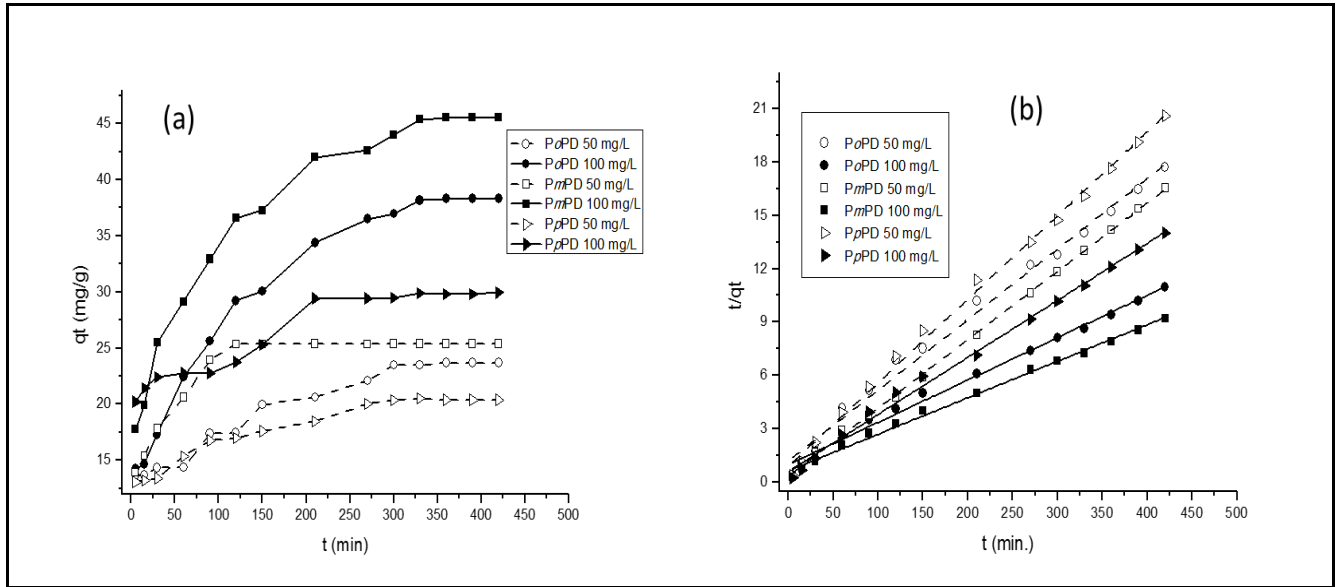 (a)
qt (mg/g)
45
40
35
30
25
20
15
0 50 100 150 200 250 300 350 400 450 500
t (min)
PoPD 50 mg/L
PoPD 100 mg/L
PmPD 50 mg/L
PmPD 100 mg/L
PpPD 50 mg/L
PpPD 100 mg/L
(b)
t/qt
21
18
15
12
9
6
3
0
0 50 100 150 200 250 300 350 400 450 500
t (min.)
PoPD 50 mg/L
PoPD 100 mg/L
PmPD 50 mg/L
PmPD 100 mg/L
PpPD 50 mg/L
PpPD 100 mg/L